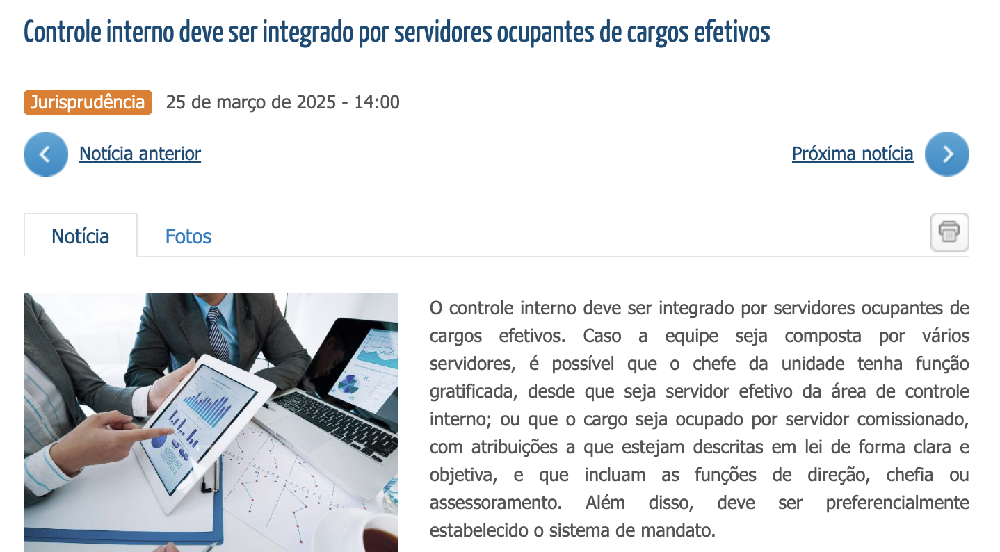 Controle interno deve ser integrado por servidores ocupantes de cargos efetivos
Jurisprudência 25 de março de 2025 - 14:00
Notícia anterior
Próxima notícia
Notícia
Fotos
O controle interno deve ser integrado por servidores ocupantes de
cargos efetivos. Caso a equipe seja composta por vários
servidores, é possível que o chefe da unidade tenha função
gratificada, desde que seja servidor efetivo da área de controle
interno; ou que o cargo seja ocupado por servidor comissionado,
com atribuições a que estejam descritas em lei de forma clara e
objetiva, e que incluam as funções de direção, chefia ou
assessoramento. Além disso, deve ser preferencialmente
estabelecido o sistema de mandato.